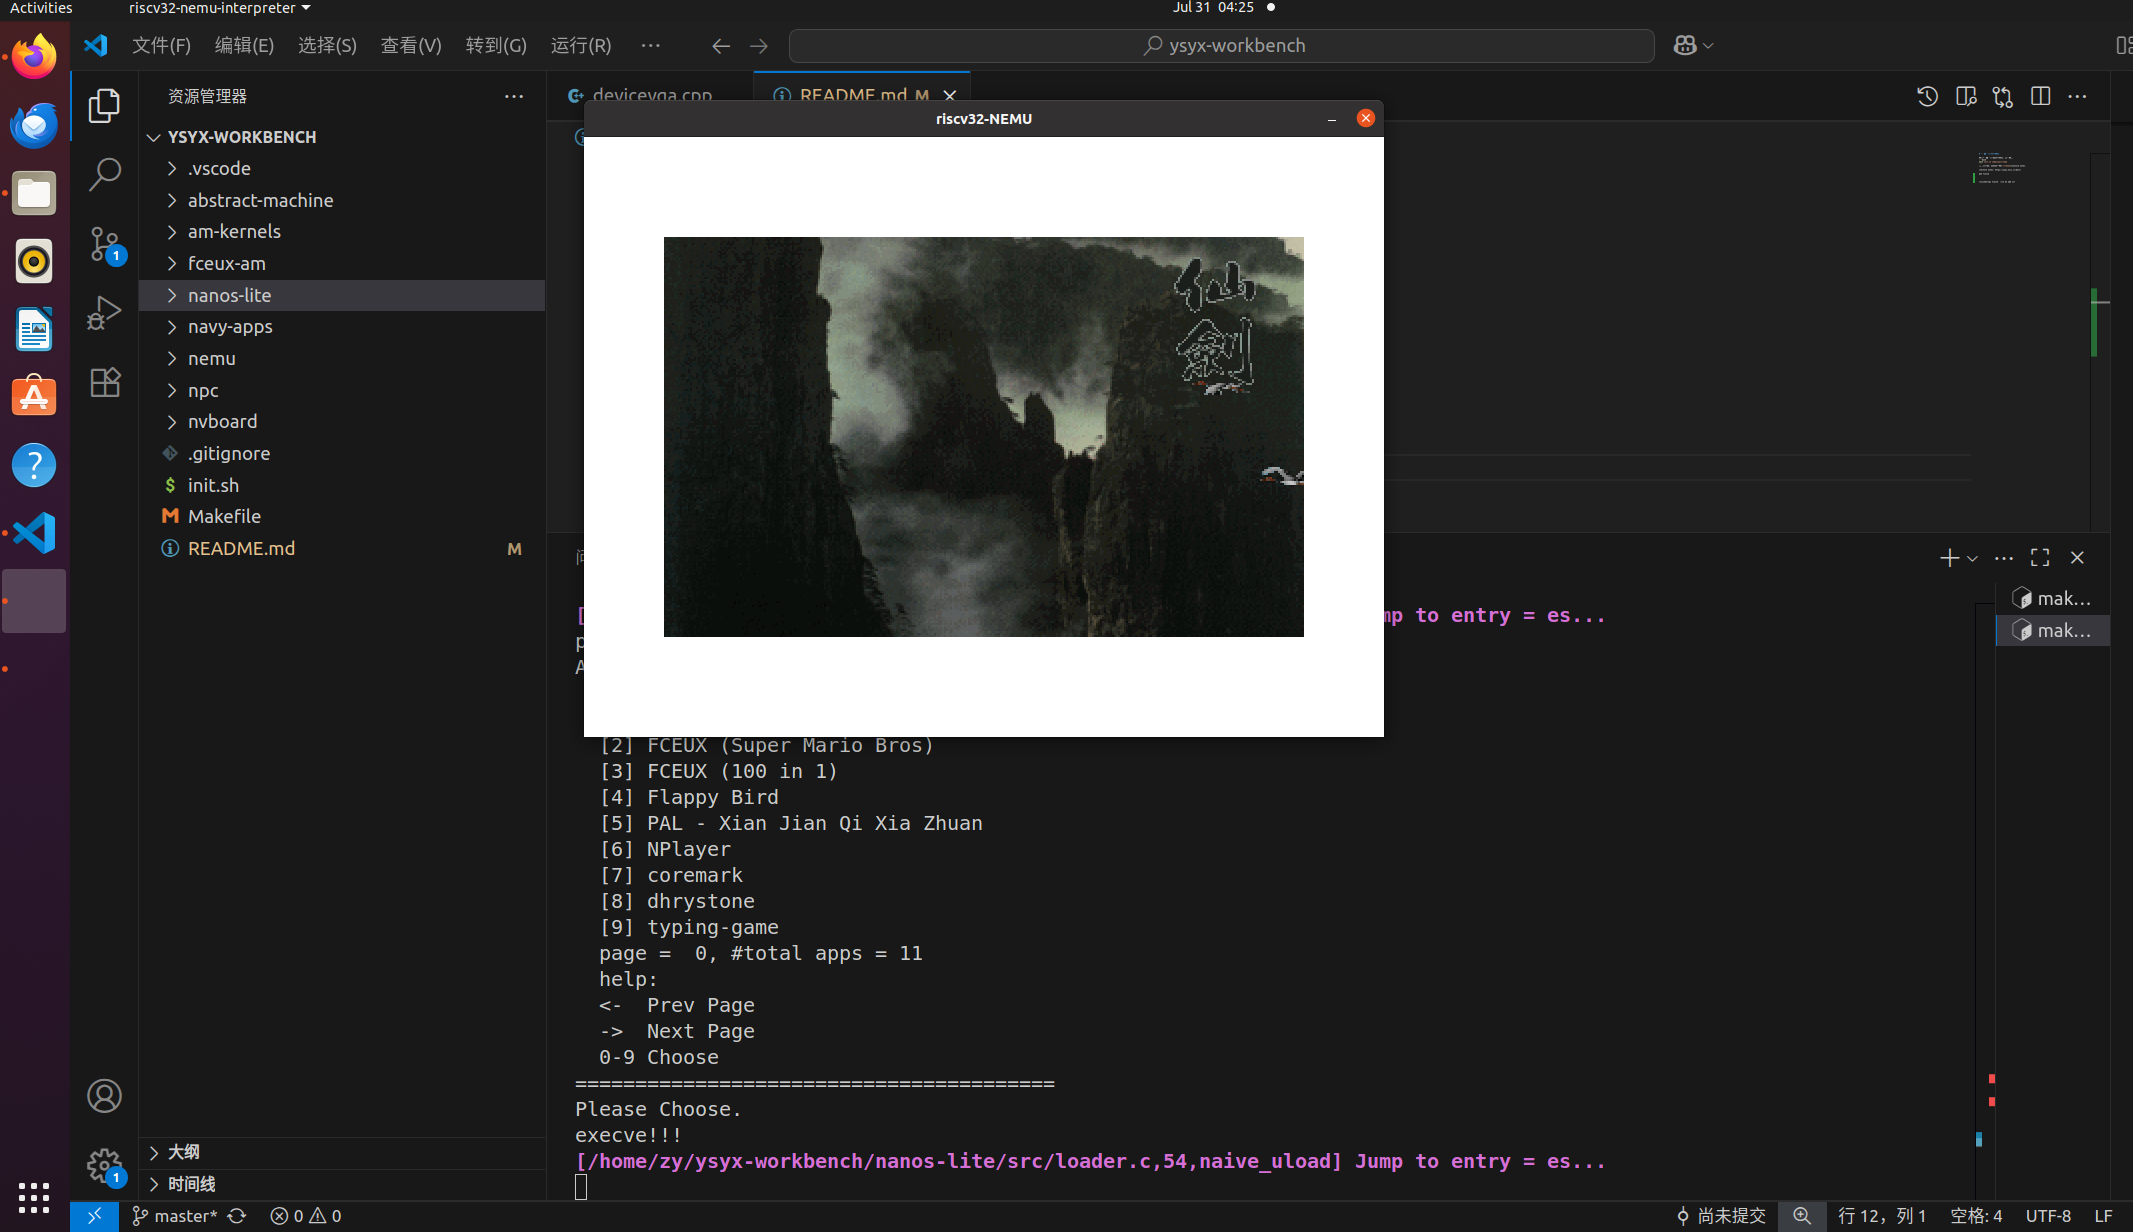 Activities
riscv32-nemu-interpreter
Jul 31 04:25
文件(F) 编辑(E) 选择(S) 查看(V) 转到(G) 运行(R) ···
ysyx-workbench
资源管理器
···
devicevga.cpp
README.md M
YSYX-WORKBENCH
.vscode
abstract-machine
am-kernels
fceux-am
nanos-lite
navy-apps
nemu
npc
nvboard
.gitignore
init.sh
Makefile
README.md M
大纲
时间线
1
1
riscv32-NEMU
仙
劍
mp to entry = es...
mak...
mak...
[2] FCEUX (Super Mario Bros)
[3] FCEUX (100 in 1)
[4] Flappy Bird
[5] PAL - Xian Jian Qi Xia Zhuan
[6] NPlayer
[7] coremark
[8] dhrystone
[9] typing-game
page =  0, #total apps = 11
help:
<-  Prev Page
->  Next Page
0-9 Choose
========================================
Please Choose.
execve!!!
[/home/zy/ysyx-workbench/nanos-lite/src/loader.c,54,naive_uload] Jump to entry = es...
master* 0 0
尚未提交 行 12，列 1 空格: 4 UTF-8 LF